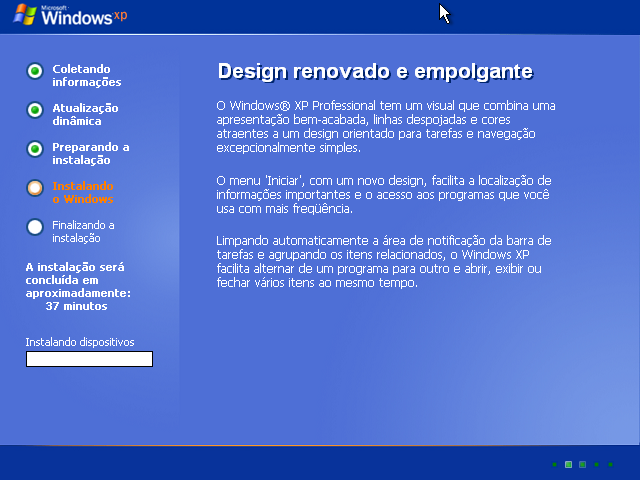 Microsoft®
Windows xp
Coletando
informações
Atualização
dinâmica
Preparando a
instalação
Instalando
o Windows
Finalizando a
instalação
A instalação será
concluída em
aproximadamente:
37 minutos
Instalando dispositivos
Design renovado e empolgante
O Windows® XP Professional tem um visual que combina uma
apresentação bem-acabada, linhas despojadas e cores
atraentes a um design orientado para tarefas e navegação
excepcionalmente simples.
O menu 'Iniciar', com um novo design, facilita a localização de
informações importantes e o acesso aos programas que você
usa com mais freqüência.
Limpando automaticamente a área de notificação da barra de
tarefas e agrupando os itens relacionados, o Windows XP
facilita alternar de um programa para outro e abrir, exibir ou
fechar vários itens ao mesmo tempo.